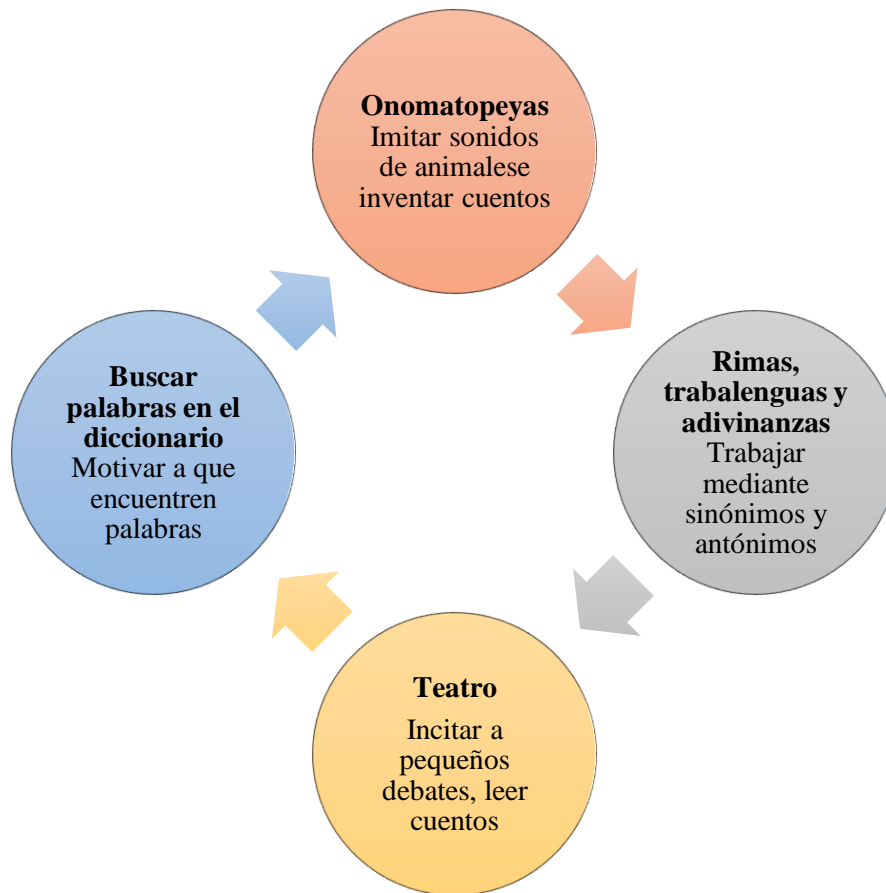 Onomatopeyas
Imitar sonidos
de animalese
inventar cuentos
Rimas,
trabalenguas y
adivinanzas
Trabajar
mediante
sinónimos y
antónimos
Teatro
Incitar a
pequeños
debates, leer
cuentos
Buscar
palabras en el
diccionario
Motivar a que
encuentren
palabras